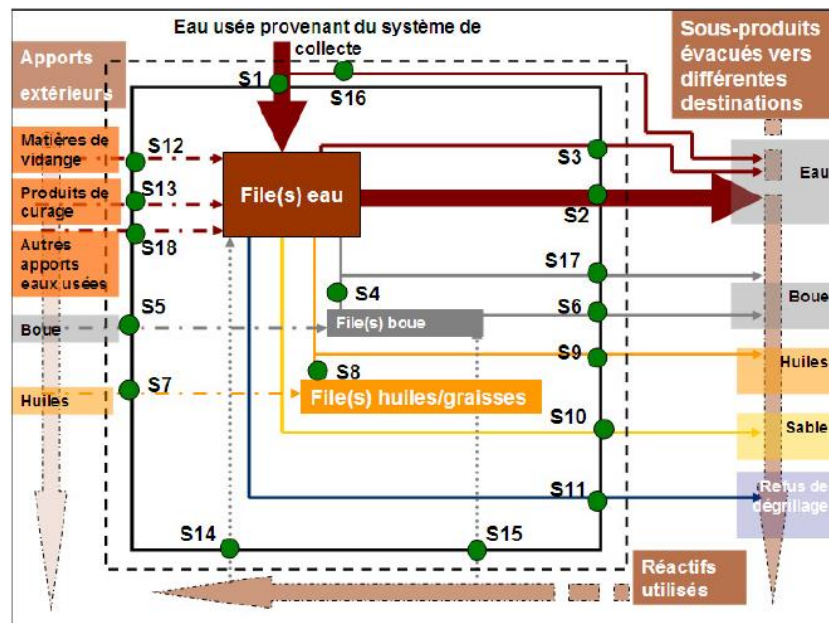 Eau usée provenant du système de
collecte
Apports
extérieurs
Sous-produits
évacués vers
différentes
destinations
S1
S16
Matières de
vidange
S12
S3
Eau
Produits de
curage
S13
File(s) eau
S2
S18
Autres
apports
eaux usées
S17
S4
S5
S6
Boue
File(s) boue
Boue
S9
S7
S8
Huiles
Huiles
File(s) huiles/graisses
S10
Sable
S11
Refus de
dégrillage
S14
S15
Réactifs
utilisés